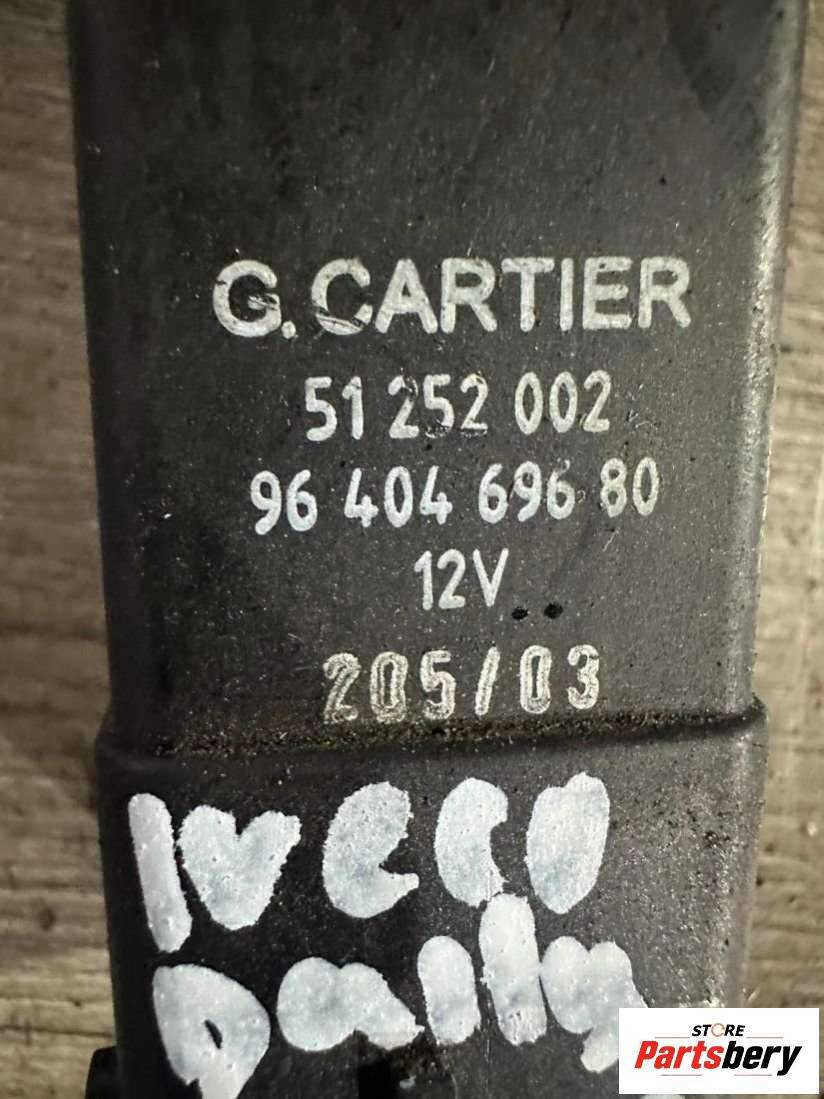 G. CARTIER
51 252 002
96 404 696 80
12V
205/03
Iveco
Daily
STORE
Partsbery